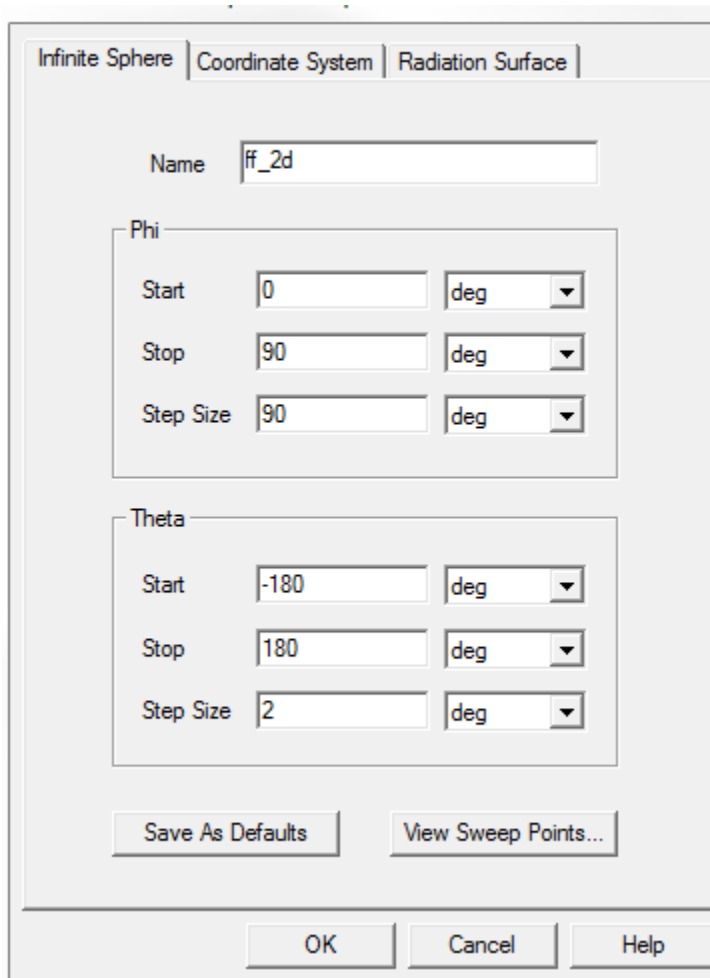 Infinite Sphere Coordinate System Radiation Surface
Name ff_2d
Phi
Start 0 deg
Stop 90 deg
Step Size 90 deg
Theta
Start -180 deg
Stop 180 deg
Step Size 2 deg
Save As Defaults View Sweep Points...
OK Cancel Help